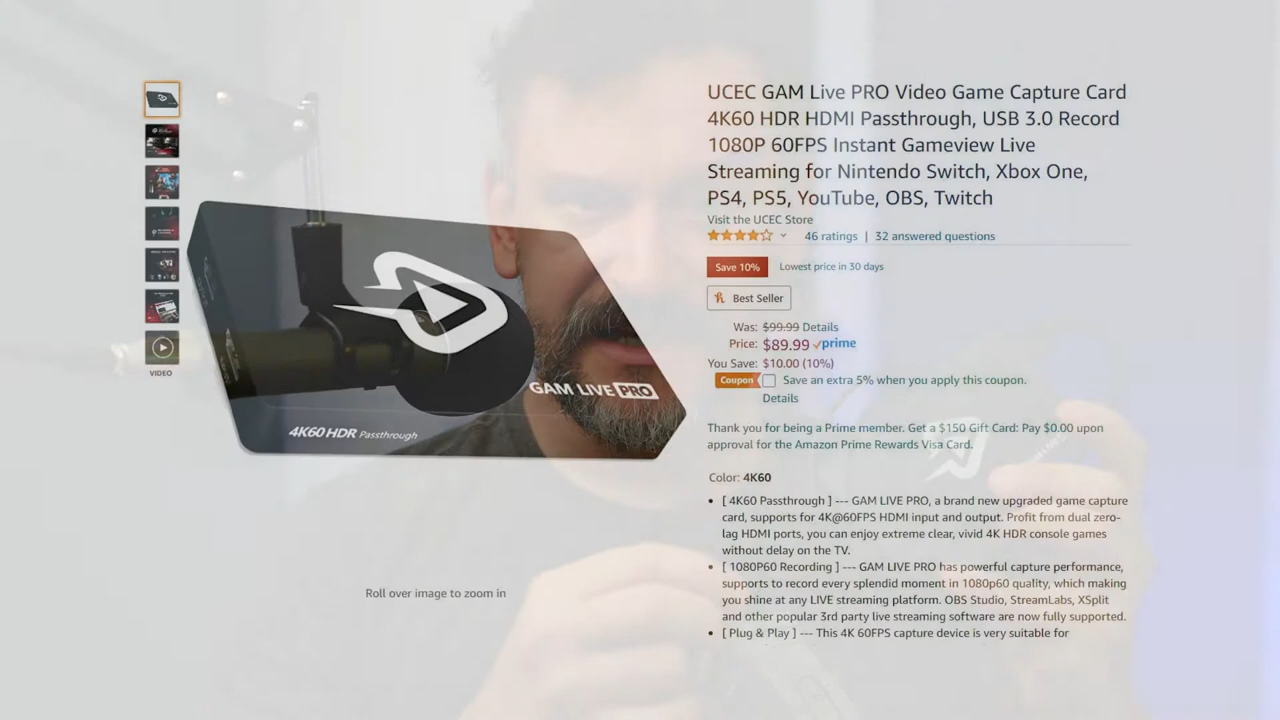 UCEC GAM Live PRO Video Game Capture Card
4K60 HDR HDMI Passthrough, USB 3.0 Record
1080P 60FPS Instant Gameview Live
Streaming for Nintendo Switch, Xbox One,
PS4, PS5, YouTube, OBS, Twitch
Visit the UCEC Store
46 ratings | 32 answered questions
Save 10% Lowest price in 30 days
Best Seller
Was: $99.99 Details
Price: $89.99 prime
You Save: $10.00 (10%)
Coupon Save an extra 5% when you apply this coupon.
Details
Thank you for being a Prime member. Get a $150 Gift Card: Pay $0.00 upon
approval for the Amazon Prime Rewards Visa Card.
Color: 4K60
• [ 4K60 Passthrough ] --- GAM LIVE PRO, a brand new upgraded game capture
card, supports for 4K@60FPS HDMI input and output. Profit from dual zero-
lag HDMI ports, you can enjoy extreme clear, vivid 4K HDR console games
without delay on the TV.
• [ 1080P60 Recording ] --- GAM LIVE PRO has powerful capture performance,
supports to record every splendid moment in 1080p60 quality, which making
you shine at any LIVE streaming platform. OBS Studio, StreamLabs, XSplit
and other popular 3rd party live streaming software are now fully supported.
• [ Plug & Play ] --- This 4K 60FPS capture device is very suitable for
GAM LIVE PRO
4K60 HDR Passthrough
VIDEO
Roll over image to zoom in